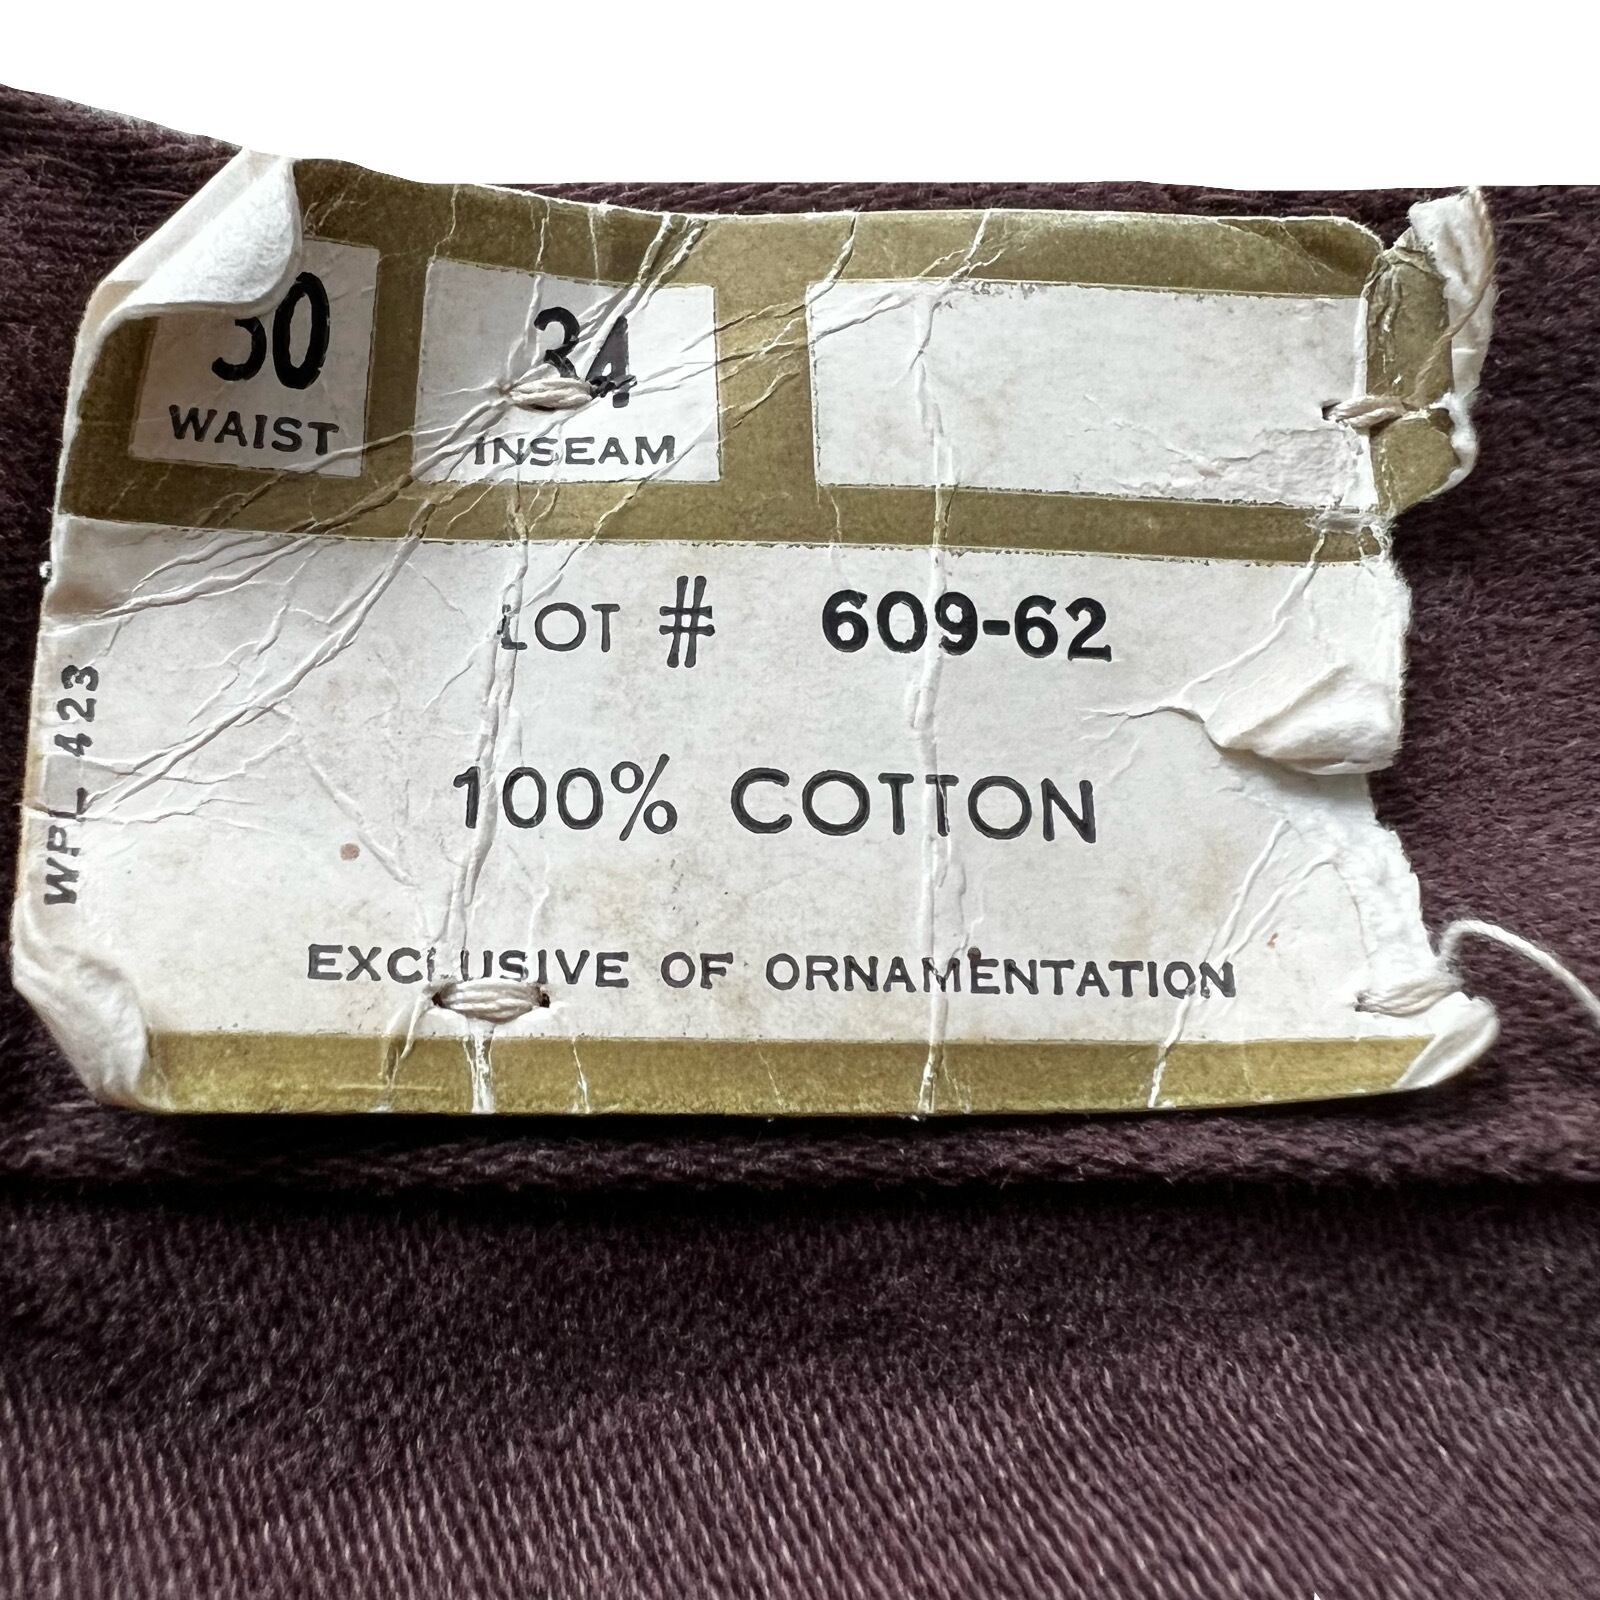 30 34
WAIST INSEAM
LOT # 609-62
100% COTTON
EXCLUSIVE OF ORNAMENTATION
WPL-423